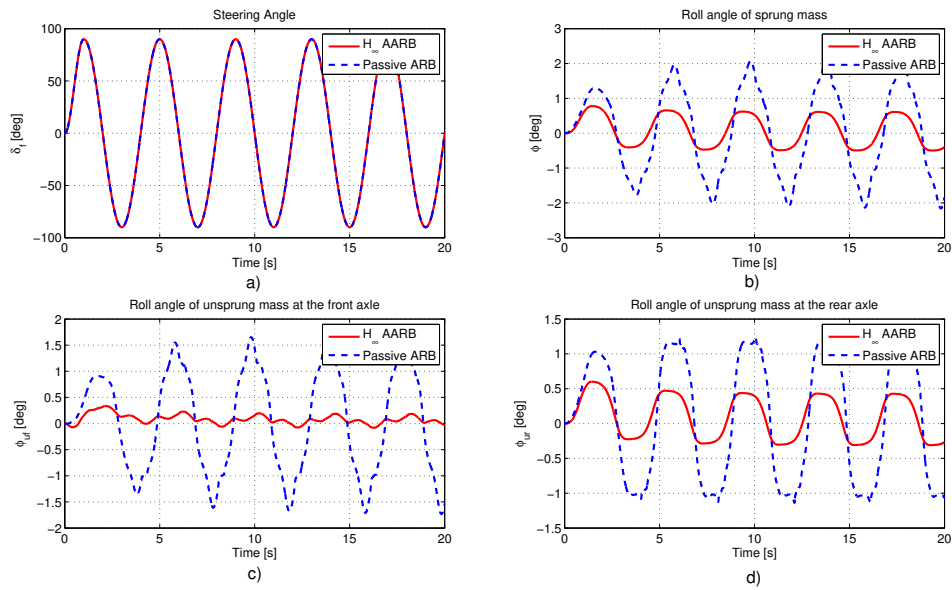 Steering Angle
100
50
0
−50
−100
δf [deg]
H∞ AARB
Passive ARB
0 5 10 15 20
Time [s]
a)
Roll angle of sprung mass
3
2
1
0
−1
−2
−3
ϕ [deg]
H∞ AARB
Passive ARB
0 5 10 15 20
Time [s]
b)
Roll angle of unsprung mass at the front axle
2
1.5
1
0.5
0
−0.5
−1
−1.5
−2
ϕuf [deg]
H∞ AARB
Passive ARB
0 5 10 15 20
Time [s]
c)
Roll angle of unsprung mass at the rear axle
1.5
1
0.5
0
−0.5
−1
−1.5
ϕur [deg]
H∞ AARB
Passive ARB
0 5 10 15 20
Time [s]
d)